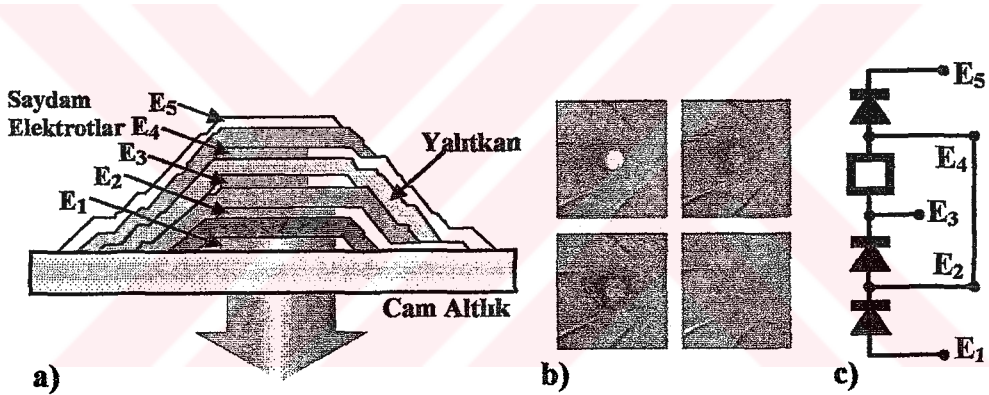 Saydam
Elektrotlar
E5
E4
E3
E2
E1
Yalıtkan
Cam Altlık
a)
b)
c)
E5
E4
E3
E2
E1